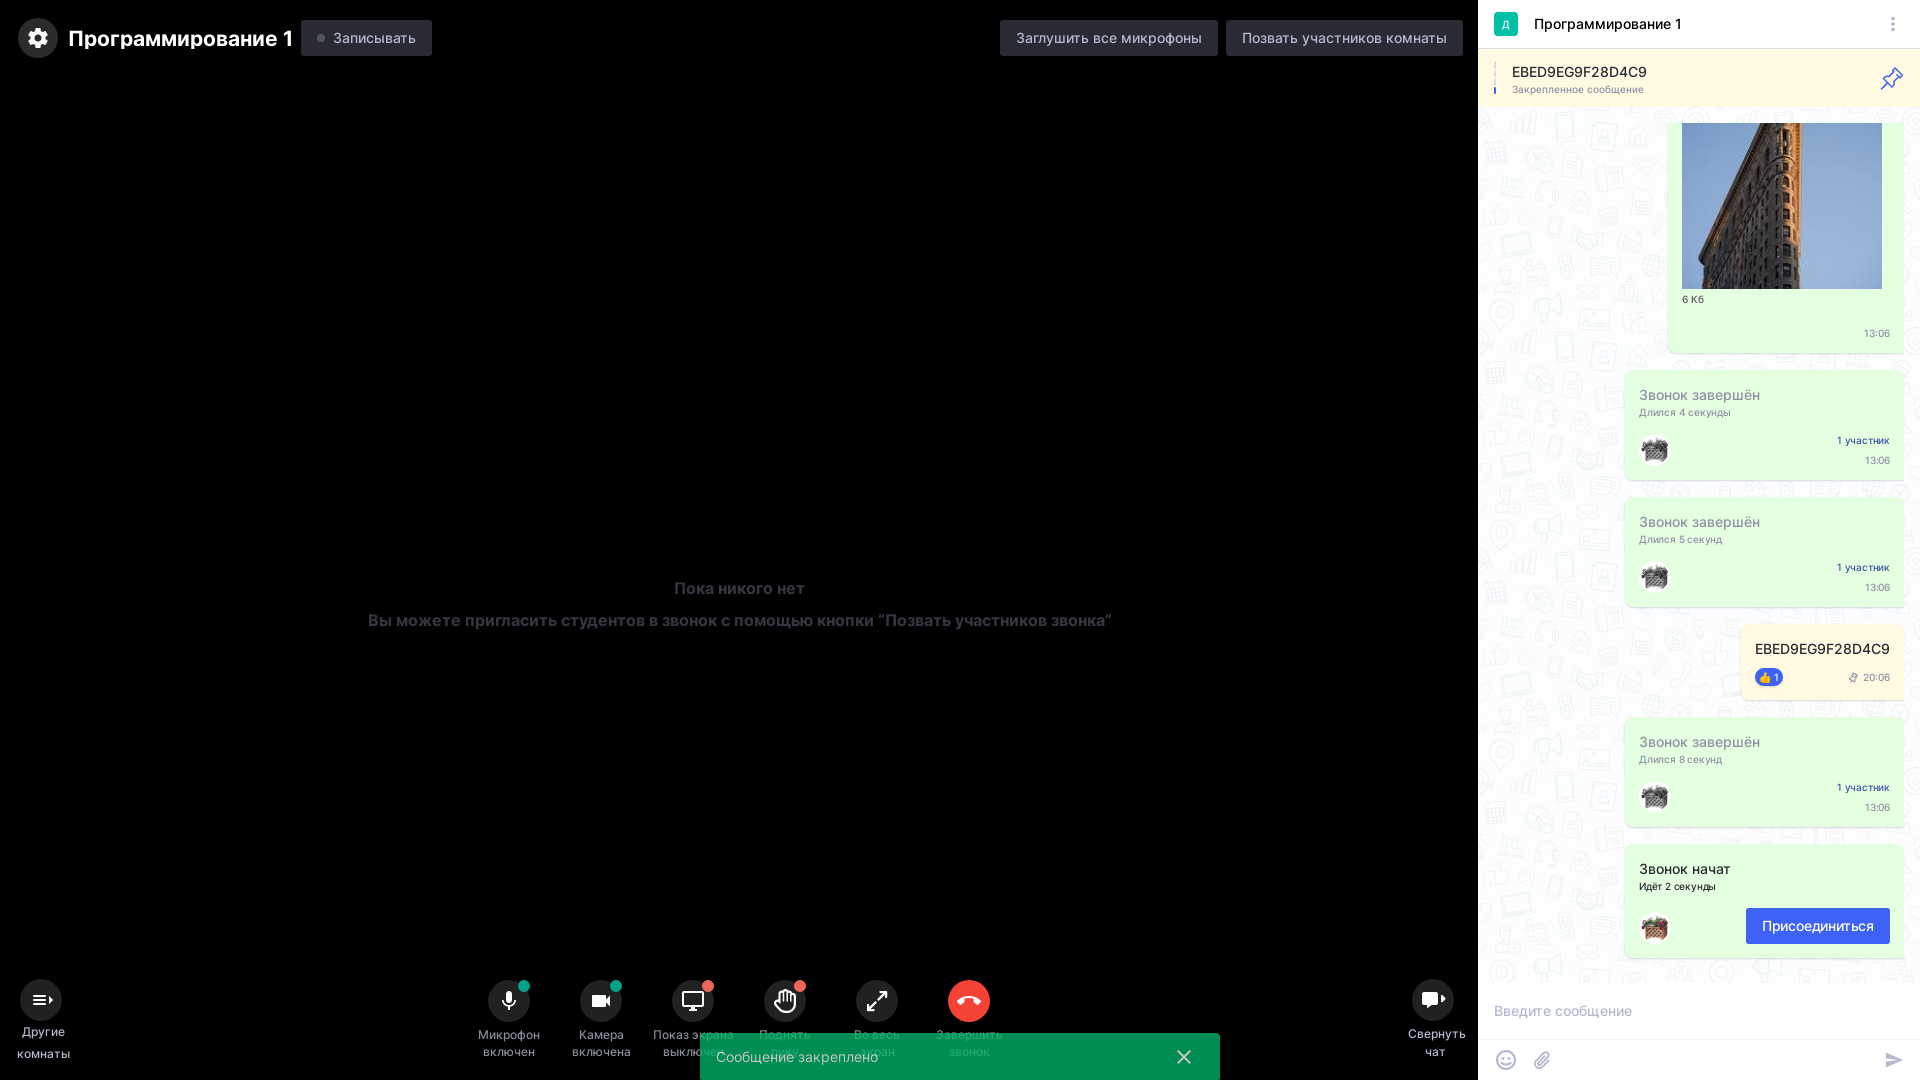 Программирование 1
Записывать
Заглушить все микрофоны
Позвать участников комнаты
Пока никого нет
Вы можете пригласить студентов в звонок с помощью кнопки “Позвать участников звонка”
Другие
комнаты
Микрофон
включен
Камера
включена
Показ экрана
выключен
Поднять
руку
Во весь
экран
Завершить
звонок
Сообщение закреплено
Свернуть
чат
Д
Программирование 1
EBED9EG9F28D4C9
Закрепленное сообщение
6 Кб
13:06
Звонок завершён
Длился 4 секунды
1 участник
13:06
Звонок завершён
Длился 5 секунд
1 участник
13:06
EBED9EG9F28D4C9
👍 1
20:06
Звонок завершён
Длился 8 секунд
1 участник
13:06
Звонок начат
Идёт 2 секунды
Присоединиться
Введите сообщение